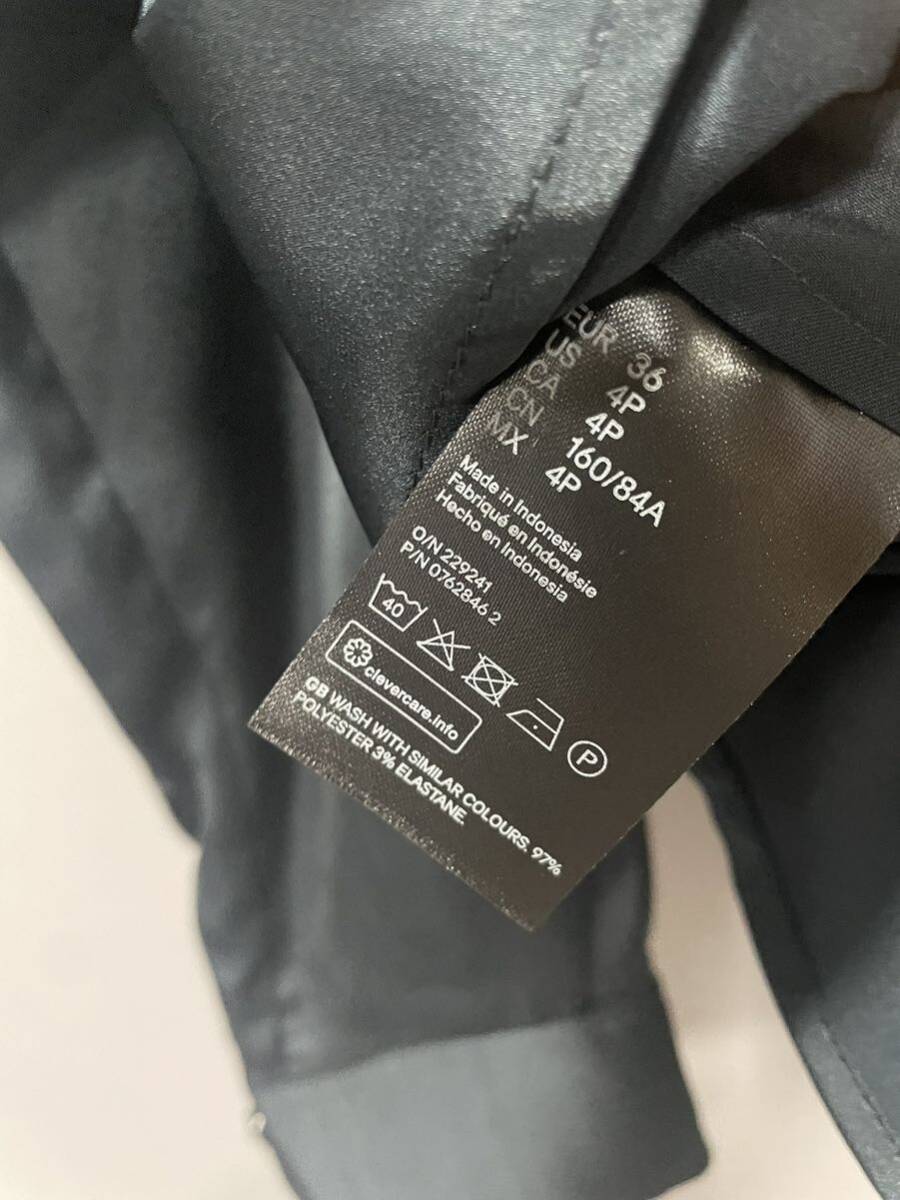 EUR 36
US 4P
CA 4P
CN 160/84A
MX 4P
Made in Indonesia
Fabriqué en Indonésie
Hecho en Indonesia
O/N 229241
P/N 0762846 2
40
P
clevercare.info
GB WASH WITH SIMILAR COLOURS. 97%
POLYESTER 3% ELASTANE.